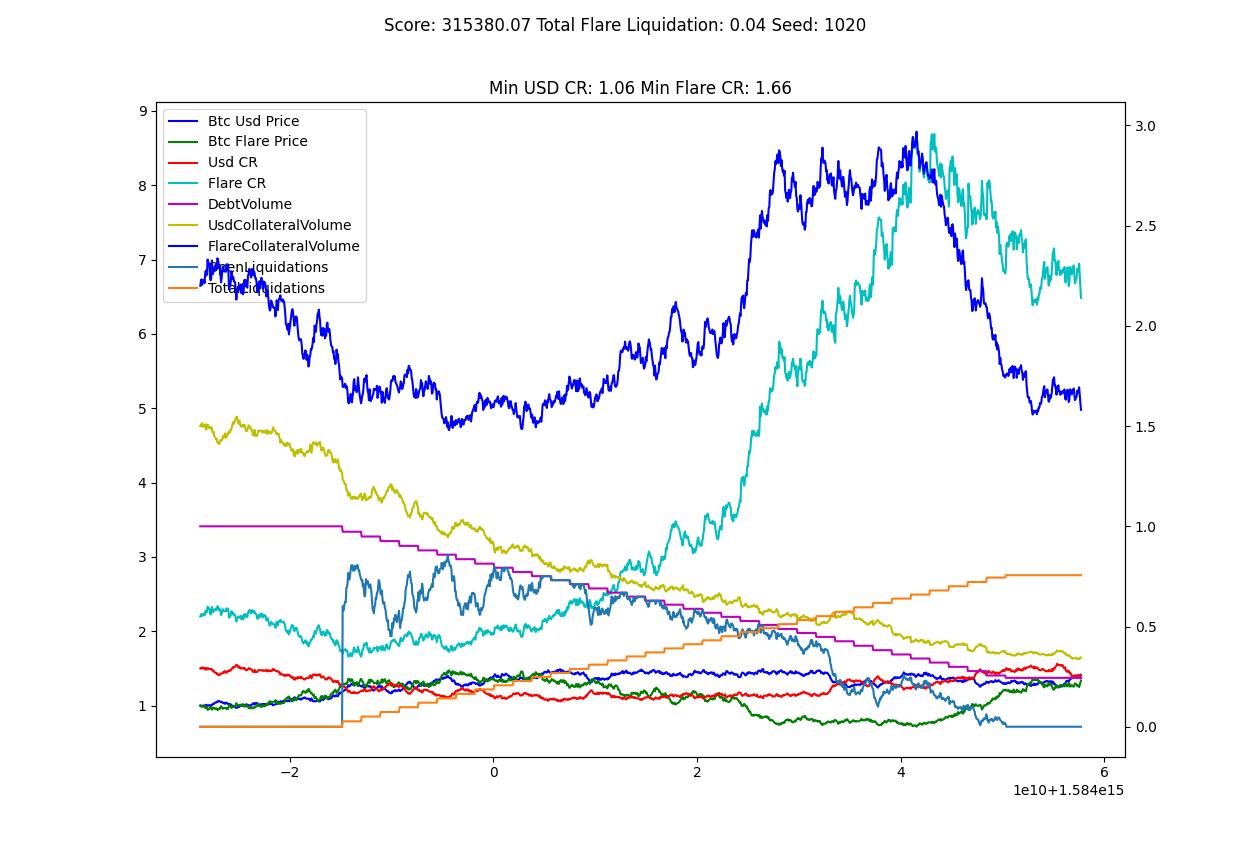 Score: 315380.07 Total Flare Liquidation: 0.04 Seed: 1020
Min USD CR: 1.06 Min Flare CR: 1.66
Btc Usd Price
Btc Flare Price
Usd CR
Flare CR
DebtVolume
UsdCollateralVolume
FlareCollateralVolume
OpenLiquidations
TotalLiquidations
9
8
7
6
5
4
3
2
1
3.0
2.5
2.0
1.5
1.0
0.5
0.0
−2
0
2
4
6
1e10+1.584e15